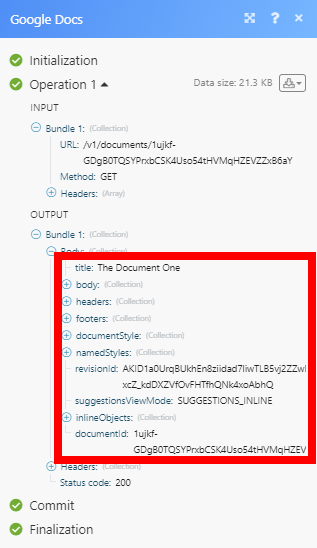 Google Docs
Initialization
Operation 1
Data size: 21.3 KB
INPUT
Bundle 1: (Collection)
URL: /v1/documents/1ujkf-
GDgB0TQSYPrxbCSK4Uso54tHVMqHZEVZZxB6aY
Method: GET
Headers: (Array)
OUTPUT
Bundle 1: (Collection)
Body: (Collection)
title: The Document One
body: (Collection)
headers: (Collection)
footers: (Collection)
documentStyle: (Collection)
namedStyles: (Collection)
revisionId: AKID1a0UrqBUkhEn8ziidad7liwTLB5vj2ZZwl
xcZ_kdDXZVfOvFHTfhQNk4xoAbhQ
suggestionsViewMode: SUGGESTIONS_INLINE
inlineObjects: (Collection)
documentId: 1ujkf-
GDgB0TQSYPrxbCSK4Uso54tHVMqHZEV
Headers: (Collection)
Status code: 200
Commit
Finalization